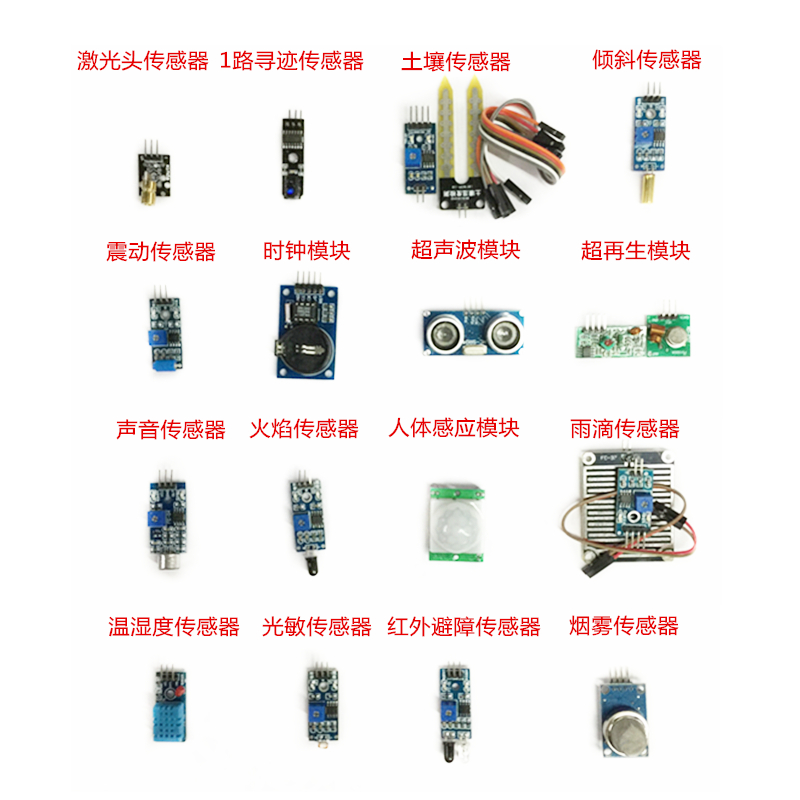 激光头传感器
1路寻迹传感器
土壤传感器
倾斜传感器
震动传感器
时钟模块
超声波模块
超再生模块
声音传感器
火焰传感器
人体感应模块
雨滴传感器
温湿度传感器
光敏传感器
红外避障传感器
烟雾传感器